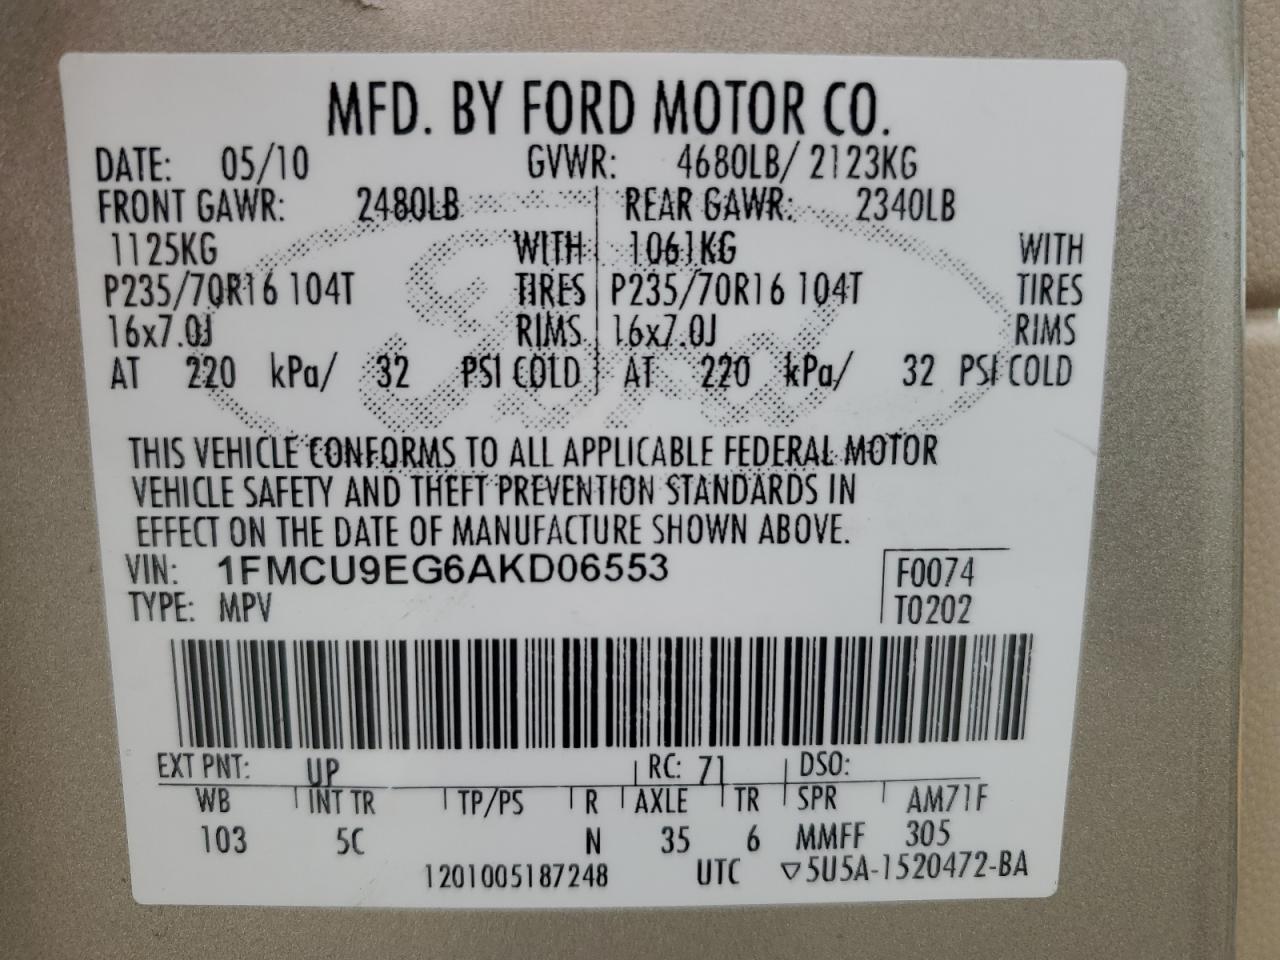 MFD. BY FORD MOTOR CO.
DATE: 05/10 GVWR: 4680LB/ 2123KG
FRONT GAWR: 2480LB REAR GAWR: 2340LB
1125KG WITH 1061KG WITH
P235/70R16 104T TIRES P235/70R16 104T TIRES
16x7.0J RIMS 16x7.0J RIMS
AT 220 kPa/ 32 PSI COLD AT 220 kPa/ 32 PSI COLD
THIS VEHICLE CONFORMS TO ALL APPLICABLE FEDERAL MOTOR
VEHICLE SAFETY AND THEFT PREVENTION STANDARDS IN
EFFECT ON THE DATE OF MANUFACTURE SHOWN ABOVE.
VIN: 1FMCU9EG6AKD06553 F0074
TYPE: MPV T0202
EXT PNT: UP RC: 71 DSO:
WB INT TR TP/PS R AXLE TR SPR AM71F
103 5C N 35 6 MMFF 305
1201005187248 UTC ▽5U5A-1520472-BA